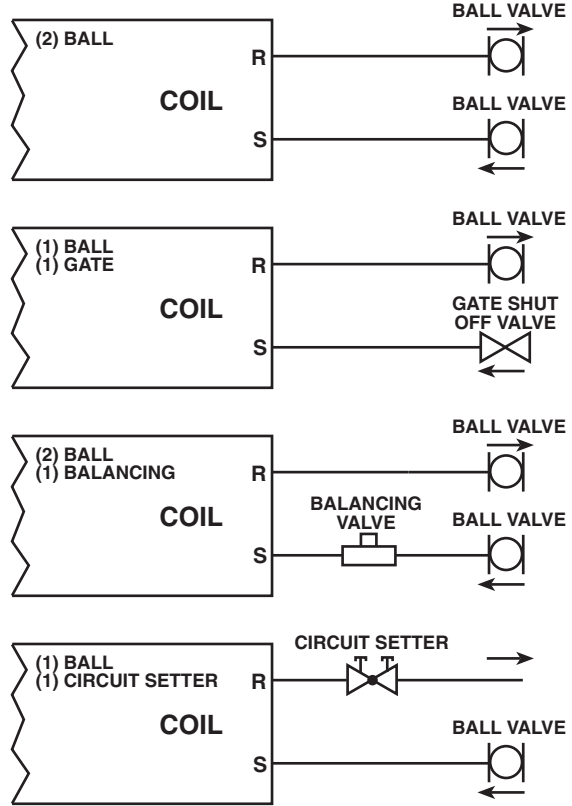 BALL VALVE
(2) BALL
R
COIL
BALL VALVE
S
BALL VALVE
(1) BALL
(1) GATE
R
COIL
GATE SHUT
OFF VALVE
S
BALL VALVE
(2) BALL
(1) BALANCING
R
COIL
BALANCING
VALVE
BALL VALVE
S
CIRCUIT SETTER
(1) BALL
(1) CIRCUIT SETTER
R
COIL
BALL VALVE
S